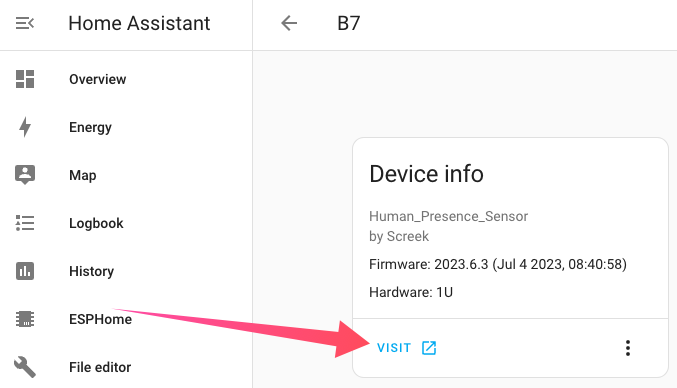 Home Assistant
B7
Overview
Energy
Map
Logbook
History
ESPHome
File editor
Device info
Human_Presence_Sensor
by Screek
Firmware: 2023.6.3 (Jul 4 2023, 08:40:58)
Hardware: 1U
VISIT